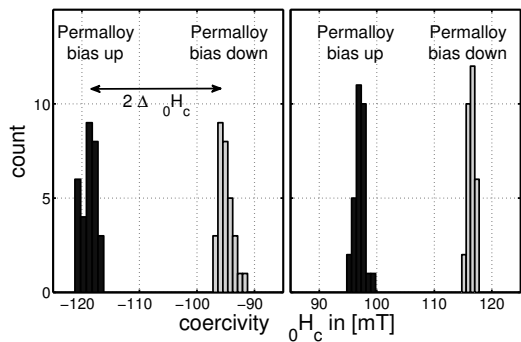 Permalloy
bias up
Permalloy
bias down
Permalloy
bias up
Permalloy
bias down
2 Δ 0Hc
count
10
5
0
−120 −110 −100 −90
90 100 110 120
coercivity 0Hc in [mT]